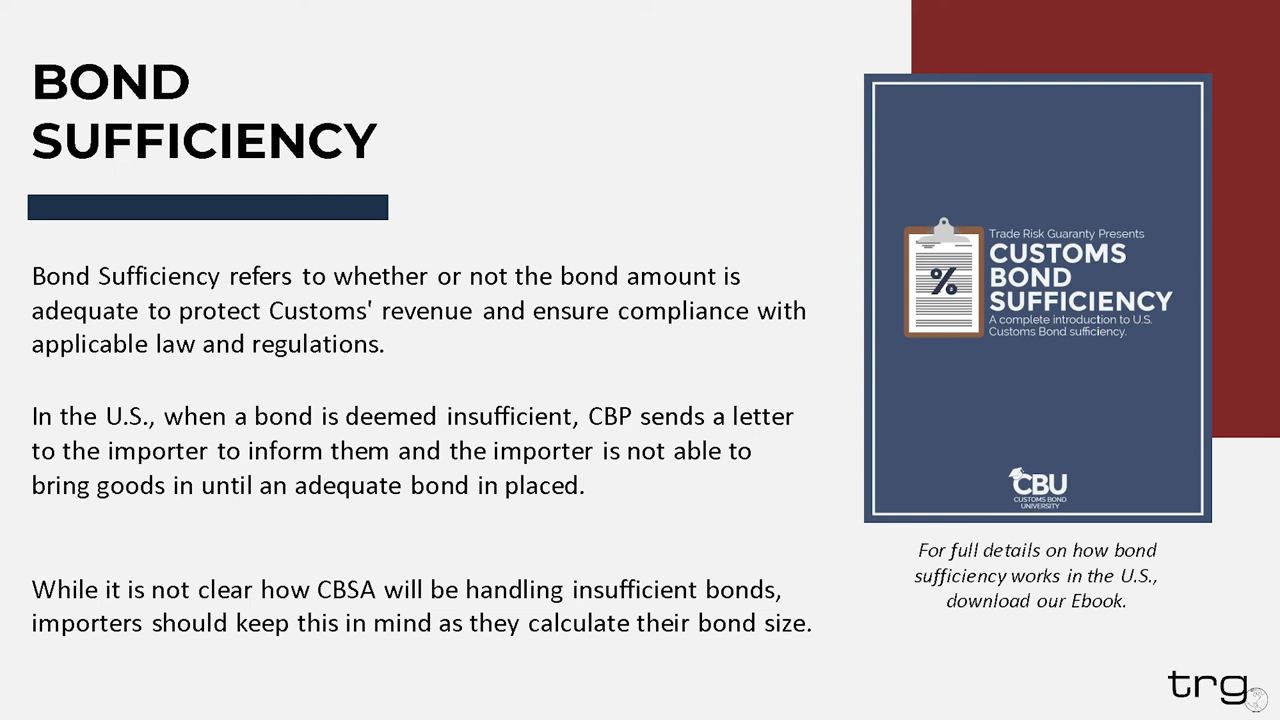 BOND
SUFFICIENCY
Bond Sufficiency refers to whether or not the bond amount is
adequate to protect Customs' revenue and ensure compliance with
applicable law and regulations.
In the U.S., when a bond is deemed insufficient, CBP sends a letter
to the importer to inform them and the importer is not able to
bring goods in until an adequate bond in placed.
While it is not clear how CBSA will be handling insufficient bonds,
importers should keep this in mind as they calculate their bond size.
%
Trade Risk Guaranty Presents
CUSTOMS
BOND
SUFFICIENCY
A complete introduction to U.S.
Customs Bond sufficiency.
CBU
CUSTOMS BOND
UNIVERSITY
For full details on how bond
sufficiency works in the U.S.,
download our Ebook.
trg